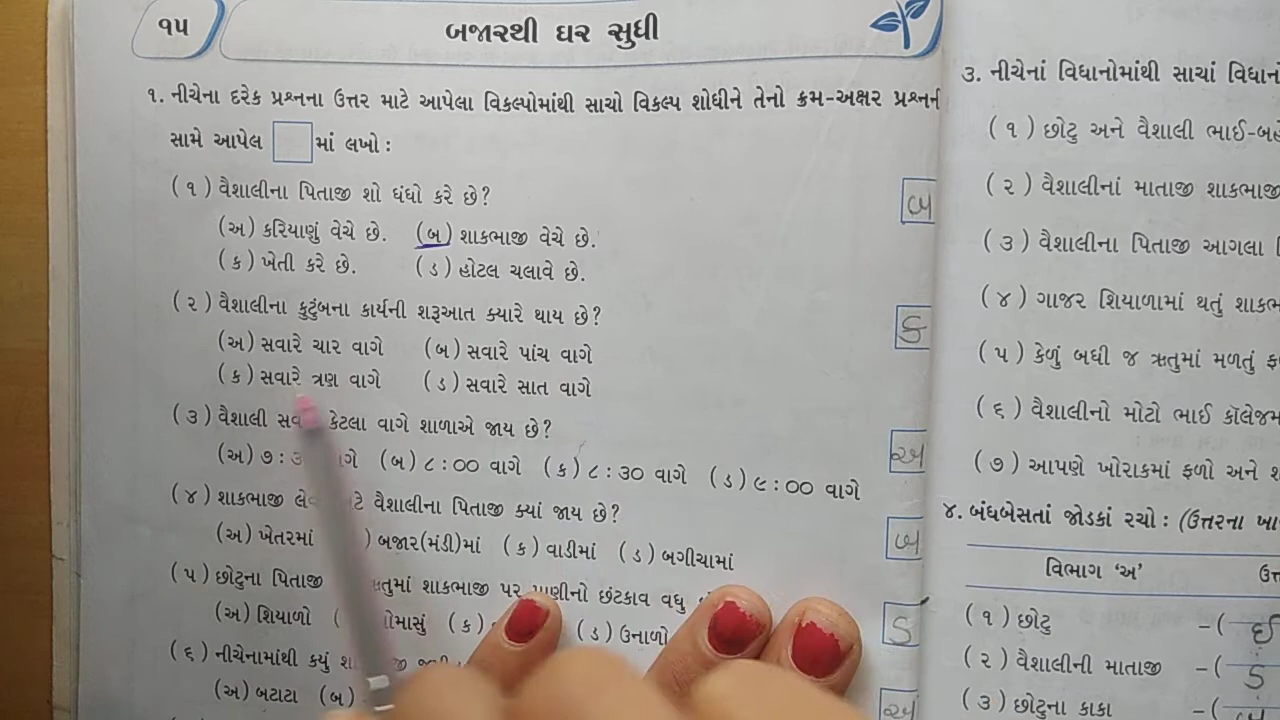 ૧૫
બજારથી ઘર સુધી
૧. નીચેના દરેક પ્રશ્નના ઉત્તર માટે આપેલા વિકલ્પોમાંથી સાચો વિકલ્પ શોધીને તેનો ક્રમ-અક્ષર પ્રશ્નની
સામે આપેલ માં લખો :
(૧) વૈશાલીના પિતાજી શો ધંધો કરે છે? બ
(અ) કરિયાણું વેચે છે. (બ) શાકભાજી વેચે છે.
(ક) ખેતી કરે છે. (ડ) હોટલ ચલાવે છે.
(૨) વૈશાલીના કુટુંબના કાર્યની શરૂઆત ક્યારે થાય છે? ક
(અ) સવારે ચાર વાગે (બ) સવારે પાંચ વાગે
(ક) સવારે ત્રણ વાગે (ડ) સવારે સાત વાગે
(૩) વૈશાલી કેટલા વાગે શાળાએ જાય છે? અ
(અ) ૭ : (બ) ૮ : ૦૦ વાગે (ક) ૮ : ૩૦ વાગે (ડ) ૯ : ૦૦ વાગે
(૪) શાકભાજી વૈશાલીના પિતાજી ક્યાં જાય છે? બ
(અ) ખેતરમાં બજાર(મંડી)માં (ક) વાડીમાં (ડ) બગીચામાં
(૫) છોટુના પિતાજી શાકભાજી પર છંટકાવ વધુ ડ
(અ) શિયાળો (ક) (ડ) ઉનાળો
(૬) નીચેનામાંથી કયું અ
(અ) બટાટા (બ)
૩. નીચેનાં વિધાનોમાંથી સાચાં
(૧) છોટુ અને વૈશાલી
(૨) વૈશાલીનાં માતાજી
(૩) વૈશાલીના પિતાજી આગલા
(૪) ગાજર શિયાળામાં થતું
(૫) કેળું બધી જ ઋતુમાં મળતું
(૬) વૈશાલીનો મોટો ભાઈ
(૭) આપણે ખોરાકમાં ફળો અને
૪. બંધબેસતાં જોડકાં રચો : (ઉત્તરના
વિભાગ ‘અ’
(૧) છોટુ –( ઈ
(૨) વૈશાલીની માતાજી –( ડ
(૩) છોટુના કાકા –(